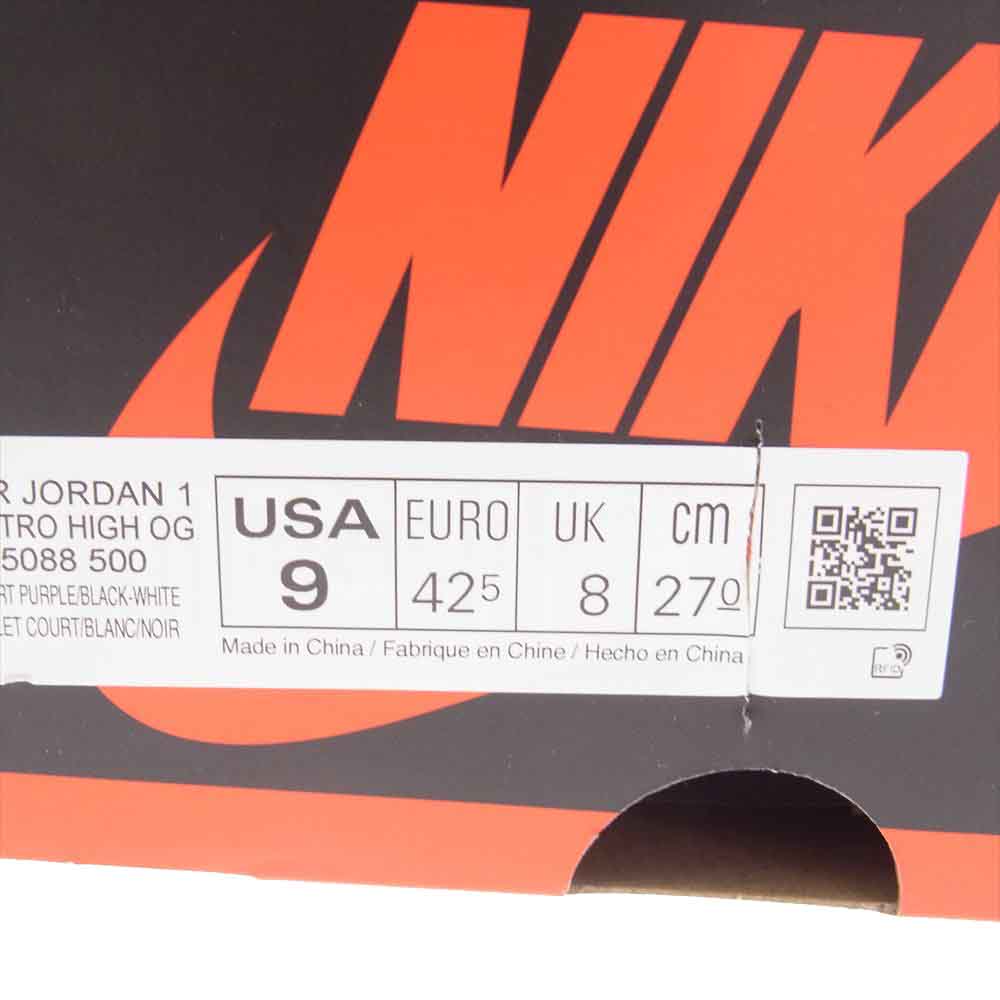 NIK
R JORDAN 1
TRO HIGH OG
5088 500
RT PURPLE/BLACK-WHITE
LET COURT/BLANC/NOIR
USA EURO UK cm
9 42 5 8 27 0
Made in China / Fabrique en Chine / Hecho en China
RFID